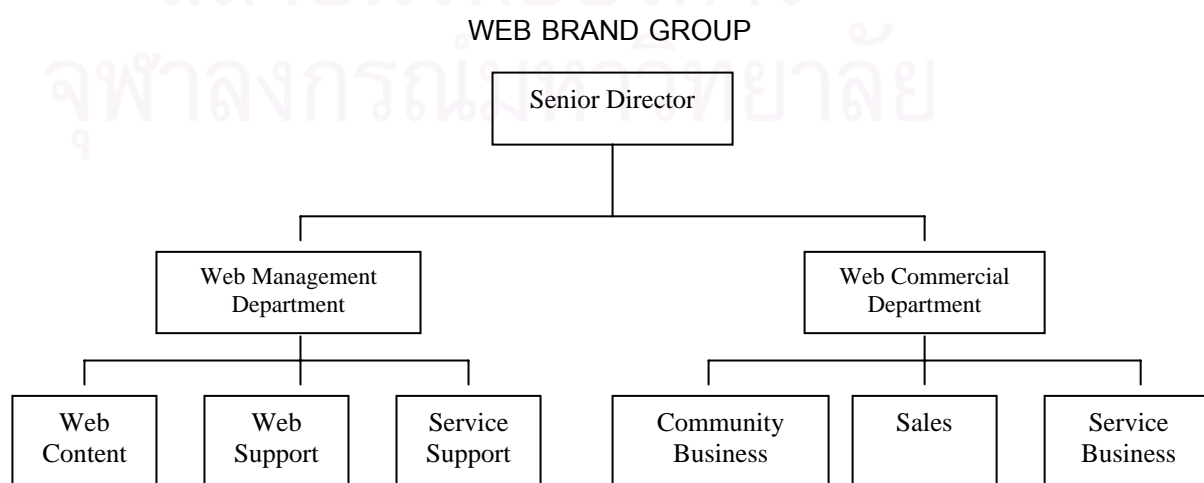 จุฬาลงกรณ์มหาวิทยาลัย
WEB BRAND GROUP
Senior Director
Web Management
Department
Web Commercial
Department
Web
Content
Web
Support
Service
Support
Community
Business
Sales
Service
Business